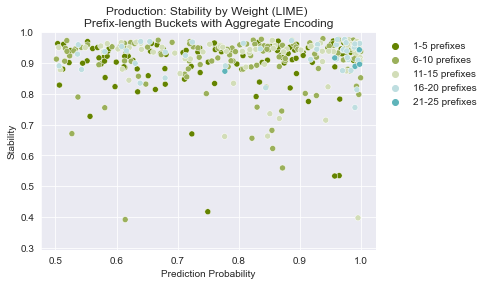 Production: Stability by Weight (LIME)
Prefix-length Buckets with Aggregate Encoding
1.0
0.9
0.8
0.7
0.6
0.5
0.4
0.3
Stability
0.5 0.6 0.7 0.8 0.9 1.0
Prediction Probability
1-5 prefixes
6-10 prefixes
11-15 prefixes
16-20 prefixes
21-25 prefixes